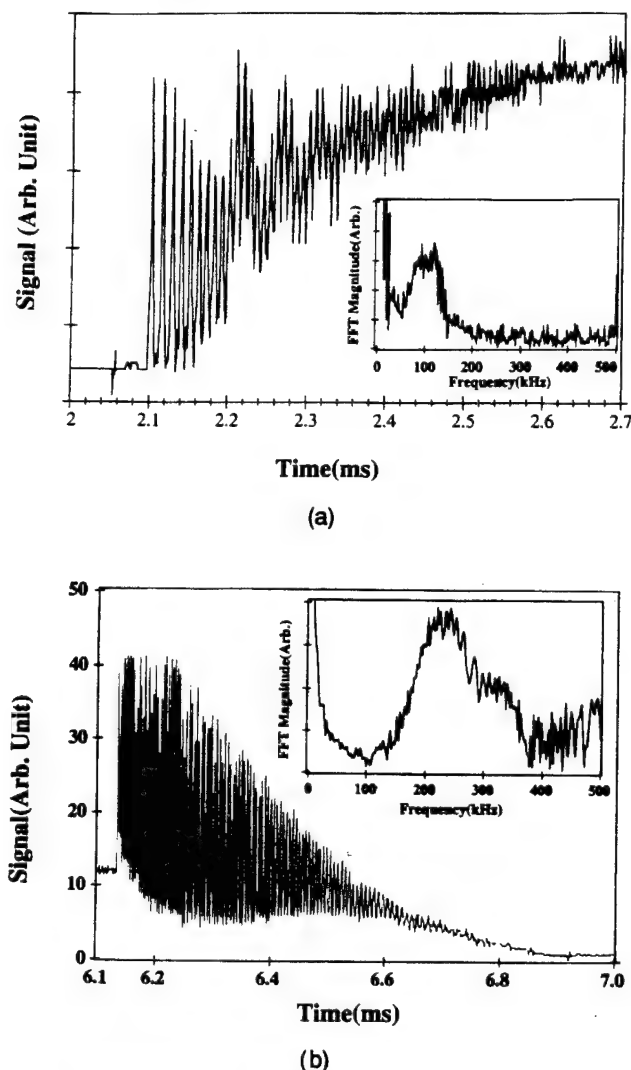 Signal (Arb. Unit)
FFT Magnitude(Arb.)
0 100 200 300 400 500
Frequency(kHz)
2 2.1 2.2 2.3 2.4 2.5 2.6 2.7
Time(ms)
(a)
50
40
30
20
10
0
Signal(Arb. Unit)
FFT Magnitude(Arb.)
0 100 200 300 400 500
Frequency(kHz)
6.1 6.2 6.4 6.6 6.8 7.0
Time(ms)
(b)